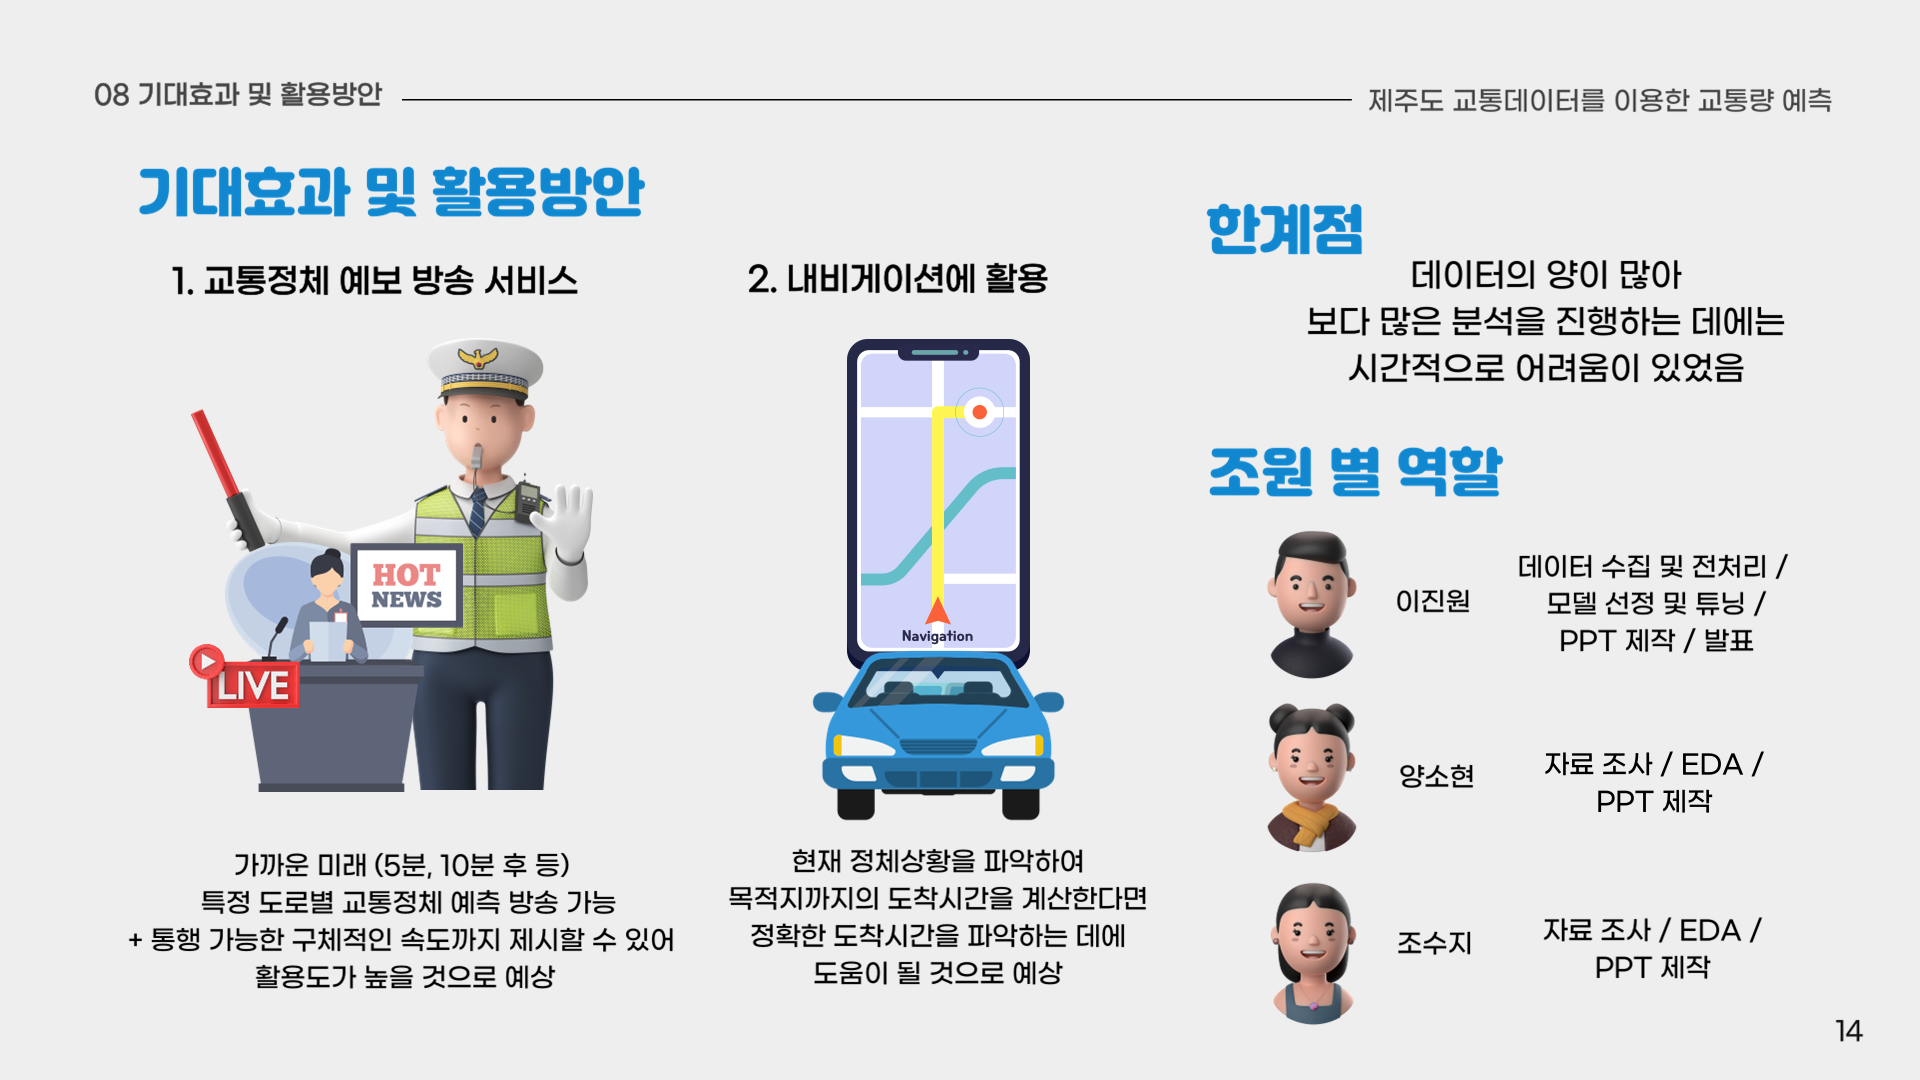 08 기대효과 및 활용방안
제주도 교통데이터를 이용한 교통량 예측
기대효과 및 활용방안
1. 교통정체 예보 방송 서비스
HOT
NEWS
LIVE
가까운 미래 (5분, 10분 후 등)
특정 도로별 교통정체 예측 방송 가능
+ 통행 가능한 구체적인 속도까지 제시할 수 있어
활용도가 높을 것으로 예상
2. 내비게이션에 활용
Navigation
현재 정체상황을 파악하여
목적지까지의 도착시간을 계산한다면
정확한 도착시간을 파악하는 데에
도움이 될 것으로 예상
한계점
데이터의 양이 많아
보다 많은 분석을 진행하는 데에는
시간적으로 어려움이 있었음
조원 별 역할
이진원
데이터 수집 및 전처리 /
모델 선정 및 튜닝 /
PPT 제작 / 발표
양소현
자료 조사 / EDA /
PPT 제작
조수지
자료 조사 / EDA /
PPT 제작
14